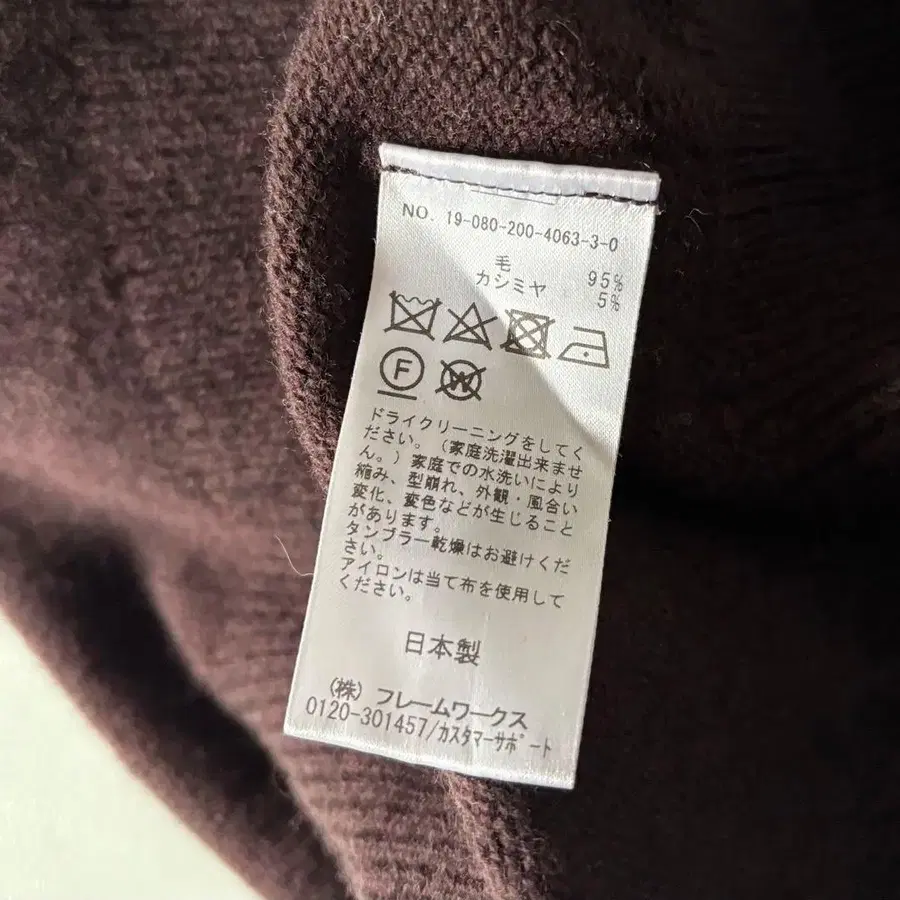 NO. 19-080-200-4063-3-0
毛 95%
カシミヤ 5%
F
W
ドライクリーニングをしてく
ださい。(家庭洗濯出来ませ
ん。)家庭での水洗いにより
縮み、型崩れ、外観・風合い
変化、変色などが生じること
があります。
タンブラー乾燥はお避けくだ
さい。
アイロンは当て布を使用して
ください。
日本製
(株)フレームワークス
0120-301457/カスタマーサポート